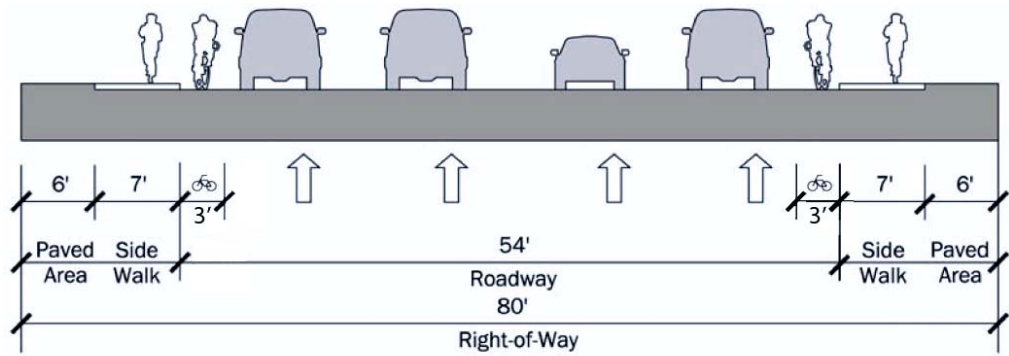 6' 7' 7' 6'
3' 3'
54'
Paved Side Side Paved
Area Walk Roadway Walk Area
80'
Right-of-Way